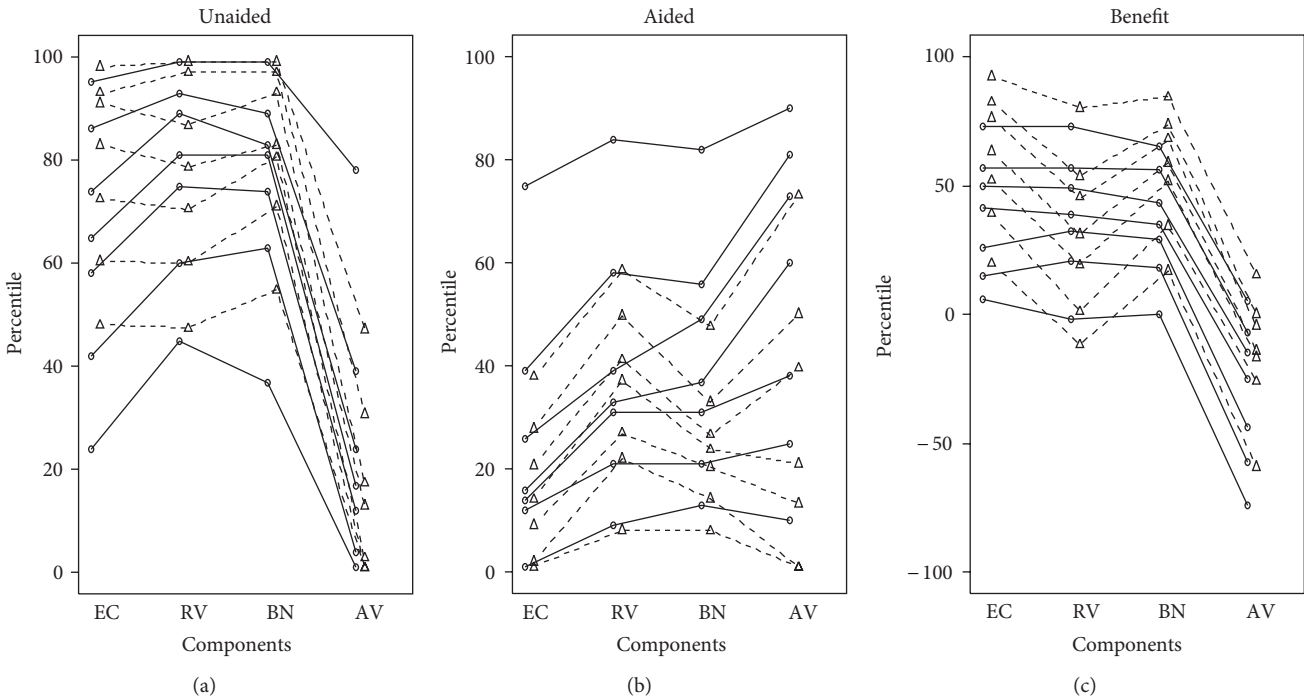 Unaided
100
80
60
40
20
0
Percentile
EC RV BN AV
Components
(a)
Aided
100
80
60
40
20
0
Percentile
EC RV BN AV
Components
(b)
Benefit
100
50
0
−50
−100
Percentile
EC RV BN AV
Components
(c)